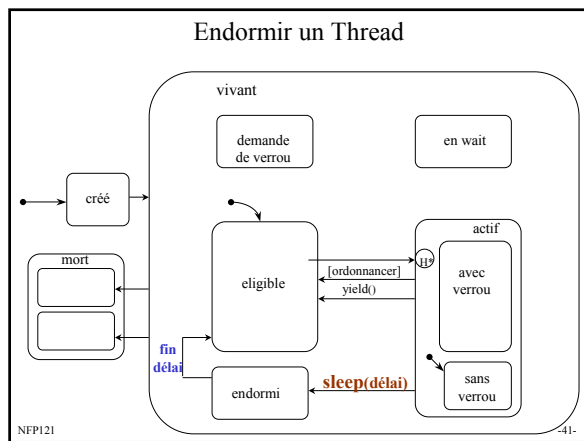 Endormir un Thread
vivant
demande
de verrou
en wait
créé
actif
mort
eligible
H*
[ordonnancer]
yield()
avec
verrou
fin
délai
endormi
sleep(délai)
sans
verrou
NFP121
-41-